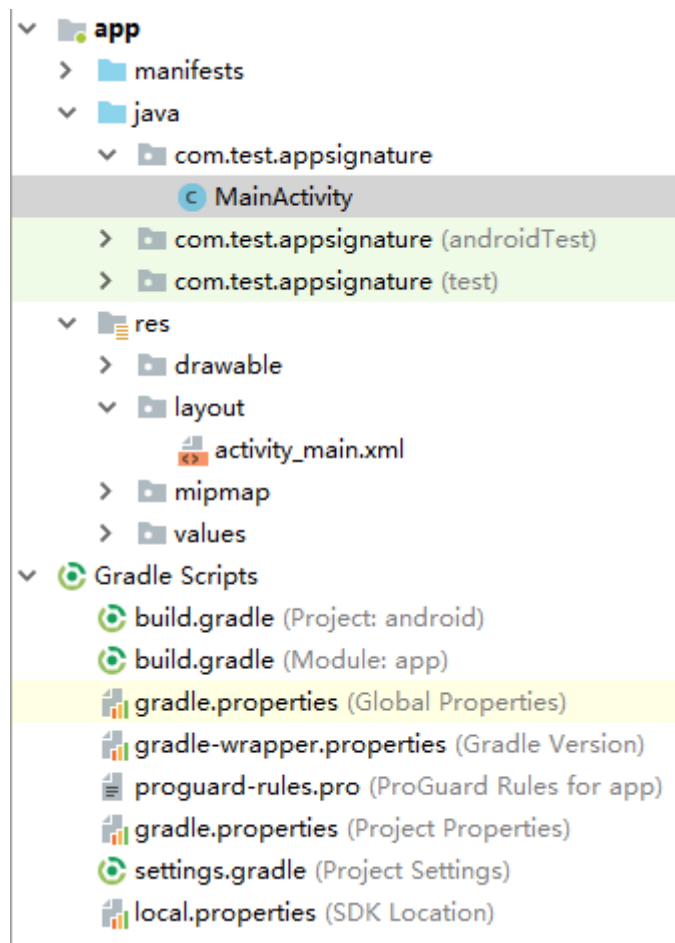 app
manifests
java
com.test.appsignature
C MainActivity
com.test.appsignature (androidTest)
com.test.appsignature (test)
res
drawable
layout
activity_main.xml
mipmap
values
Gradle Scripts
build.gradle (Project: android)
build.gradle (Module: app)
gradle.properties (Global Properties)
gradle-wrapper.properties (Gradle Version)
proguard-rules.pro (ProGuard Rules for app)
gradle.properties (Project Properties)
settings.gradle (Project Settings)
local.properties (SDK Location)